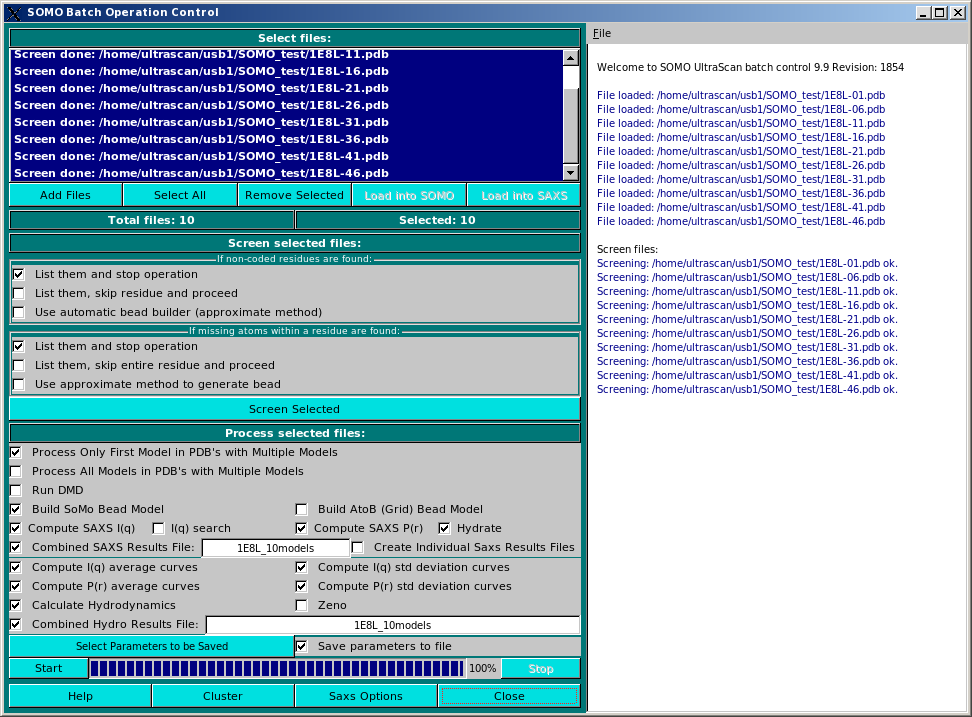 SOMO Batch Operation Control
Select files:
Screen done: /home/ultrascan/usb1/SOMO_test/1E8L-11.pdb
Screen done: /home/ultrascan/usb1/SOMO_test/1E8L-16.pdb
Screen done: /home/ultrascan/usb1/SOMO_test/1E8L-21.pdb
Screen done: /home/ultrascan/usb1/SOMO_test/1E8L-26.pdb
Screen done: /home/ultrascan/usb1/SOMO_test/1E8L-31.pdb
Screen done: /home/ultrascan/usb1/SOMO_test/1E8L-36.pdb
Screen done: /home/ultrascan/usb1/SOMO_test/1E8L-41.pdb
Screen done: /home/ultrascan/usb1/SOMO_test/1E8L-46.pdb
Add Files Select All Remove Selected Load into SOMO Load into SAXS
Total files: 10 Selected: 10
Screen selected files:
If non-coded residues are found:
List them and stop operation
List them, skip residue and proceed
Use automatic bead builder (approximate method)
If missing atoms within a residue are found:
List them and stop operation
List them, skip entire residue and proceed
Use approximate method to generate bead
Screen Selected
Process selected files:
Process Only First Model in PDB's with Multiple Models
Process All Models in PDB's with Multiple Models
Run DMD
Build SoMo Bead Model Build AtoB (Grid) Bead Model
Compute SAXS I(q) I(q) search Compute SAXS P(r) Hydrate
Combined SAXS Results File: 1E8L_10models Create Individual Saxs Results Files
Compute I(q) average curves Compute I(q) std deviation curves
Compute P(r) average curves Compute P(r) std deviation curves
Calculate Hydrodynamics Zeno
Combined Hydro Results File: 1E8L_10models
Select Parameters to be Saved Save parameters to file
Start 100% Stop
Help Cluster Saxs Options Close
File
Welcome to SOMO UltraScan batch control 9.9 Revision: 1854
File loaded: /home/ultrascan/usb1/SOMO_test/1E8L-01.pdb
File loaded: /home/ultrascan/usb1/SOMO_test/1E8L-06.pdb
File loaded: /home/ultrascan/usb1/SOMO_test/1E8L-11.pdb
File loaded: /home/ultrascan/usb1/SOMO_test/1E8L-16.pdb
File loaded: /home/ultrascan/usb1/SOMO_test/1E8L-21.pdb
File loaded: /home/ultrascan/usb1/SOMO_test/1E8L-26.pdb
File loaded: /home/ultrascan/usb1/SOMO_test/1E8L-31.pdb
File loaded: /home/ultrascan/usb1/SOMO_test/1E8L-36.pdb
File loaded: /home/ultrascan/usb1/SOMO_test/1E8L-41.pdb
File loaded: /home/ultrascan/usb1/SOMO_test/1E8L-46.pdb
Screen files:
Screening: /home/ultrascan/usb1/SOMO_test/1E8L-01.pdb ok.
Screening: /home/ultrascan/usb1/SOMO_test/1E8L-06.pdb ok.
Screening: /home/ultrascan/usb1/SOMO_test/1E8L-11.pdb ok.
Screening: /home/ultrascan/usb1/SOMO_test/1E8L-16.pdb ok.
Screening: /home/ultrascan/usb1/SOMO_test/1E8L-21.pdb ok.
Screening: /home/ultrascan/usb1/SOMO_test/1E8L-26.pdb ok.
Screening: /home/ultrascan/usb1/SOMO_test/1E8L-31.pdb ok.
Screening: /home/ultrascan/usb1/SOMO_test/1E8L-36.pdb ok.
Screening: /home/ultrascan/usb1/SOMO_test/1E8L-41.pdb ok.
Screening: /home/ultrascan/usb1/SOMO_test/1E8L-46.pdb ok.